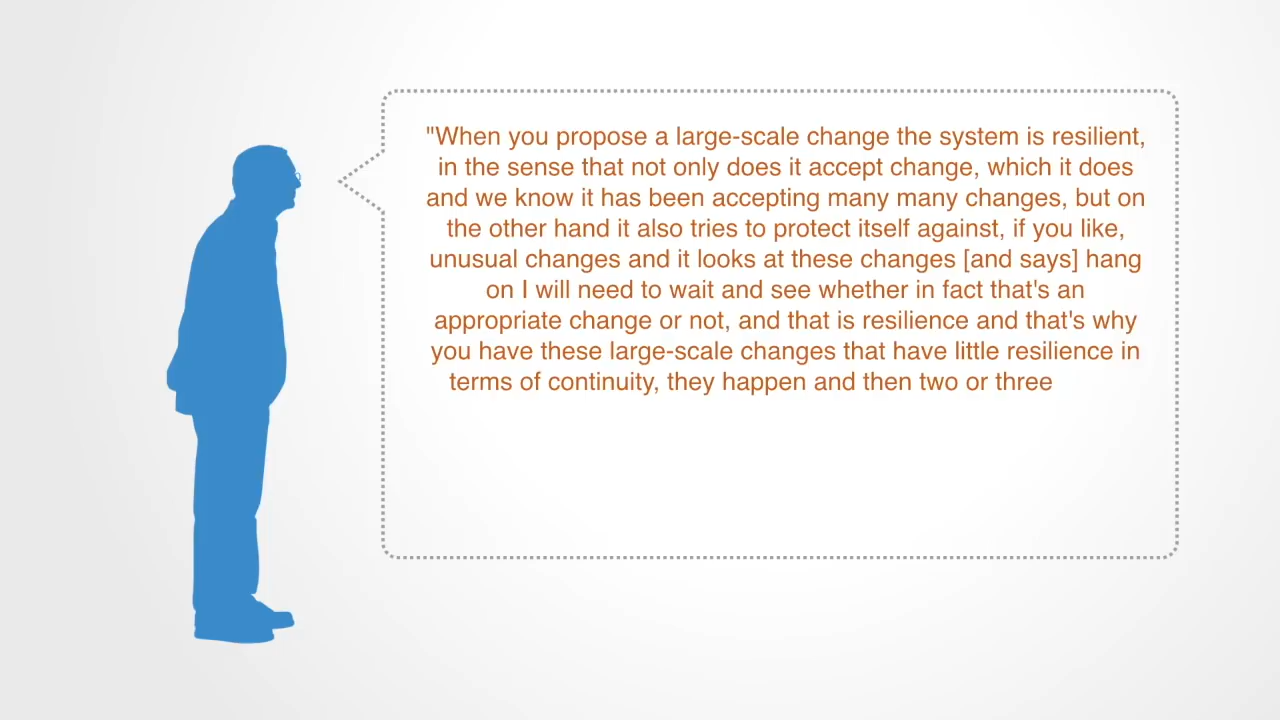 "When you propose a large-scale change the system is resilient,
in the sense that not only does it accept change, which it does
and we know it has been accepting many many changes, but on
the other hand it also tries to protect itself against, if you like,
unusual changes and it looks at these changes [and says] hang
on I will need to wait and see whether in fact that's an
appropriate change or not, and that is resilience and that's why
you have these large-scale changes that have little resilience in
terms of continuity, they happen and then two or three